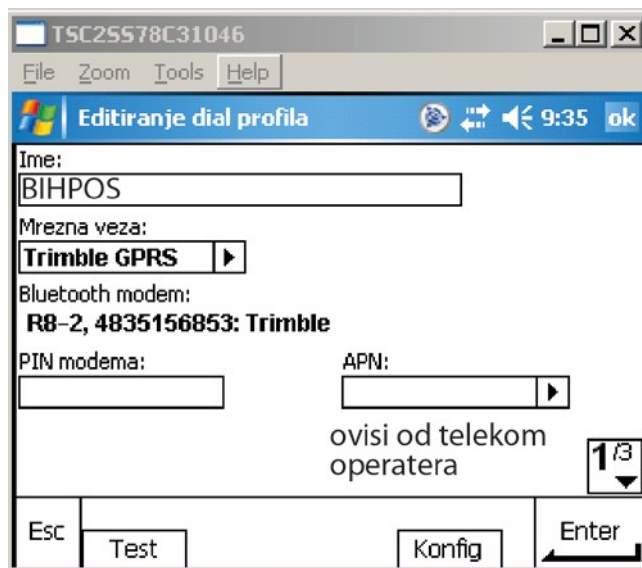 TSC2SS78C31046
File Zoom Tools Help
Editiranje dial profila 9:35 ok
Ime:
BIHPOS
Mrezna veza:
Trimble GPRS
Bluetooth modem:
R8-2, 4835156853: Trimble
PIN modema: APN:
ovisi od telekom
operatera
1/3
Esc Test Konfig Enter